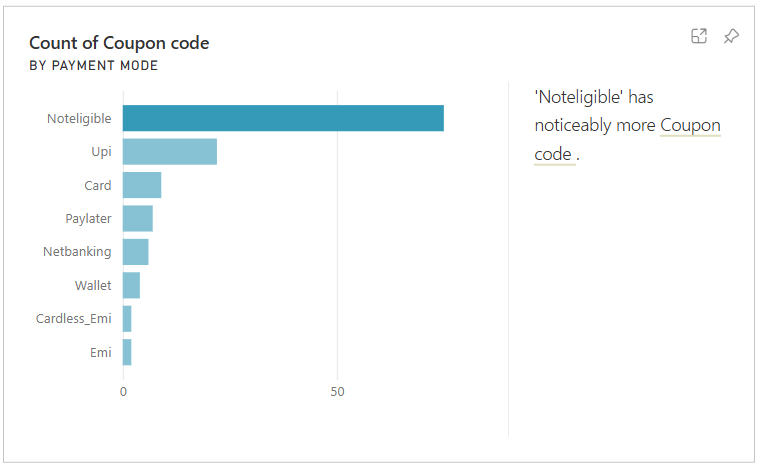 Count of Coupon code
BY PAYMENT MODE
Noteligible
Upi
Card
Paylater
Netbanking
Wallet
Cardless_Emi
Emi
0
50
'Noteligible' has
noticeably more Coupon
code .